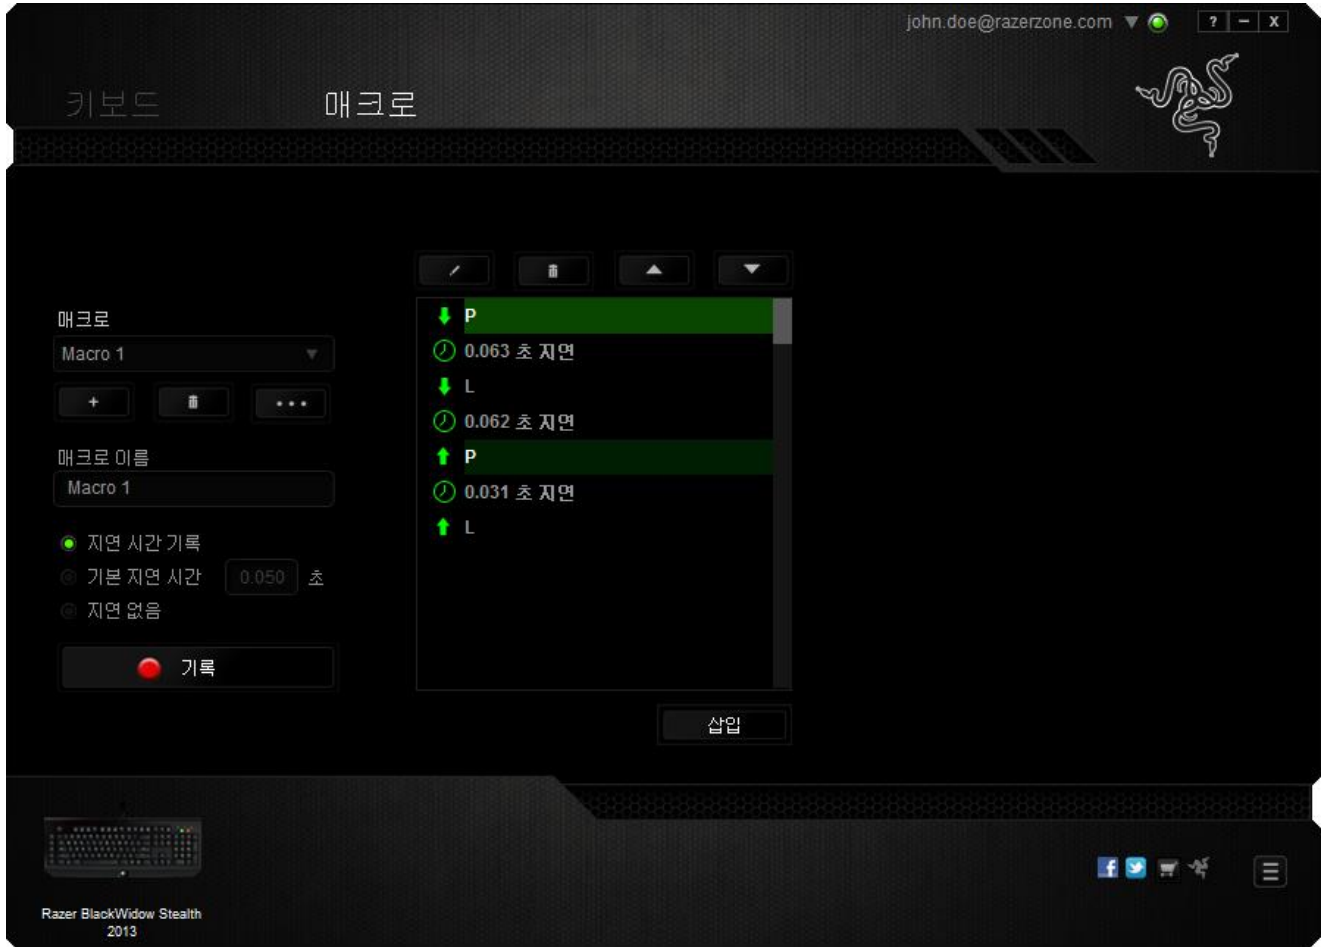 john.doe@razerzone.com
? – X
키보드
매크로
매크로
Macro 1
+
매크로 이름
Macro 1
지연 시간 기록
기본 지연 시간 0.050 초
지연 없음
기록
P
0.063 초 지연
L
0.062 초 지연
P
0.031 초 지연
L
삽입
Razer BlackWidow Stealth
2013